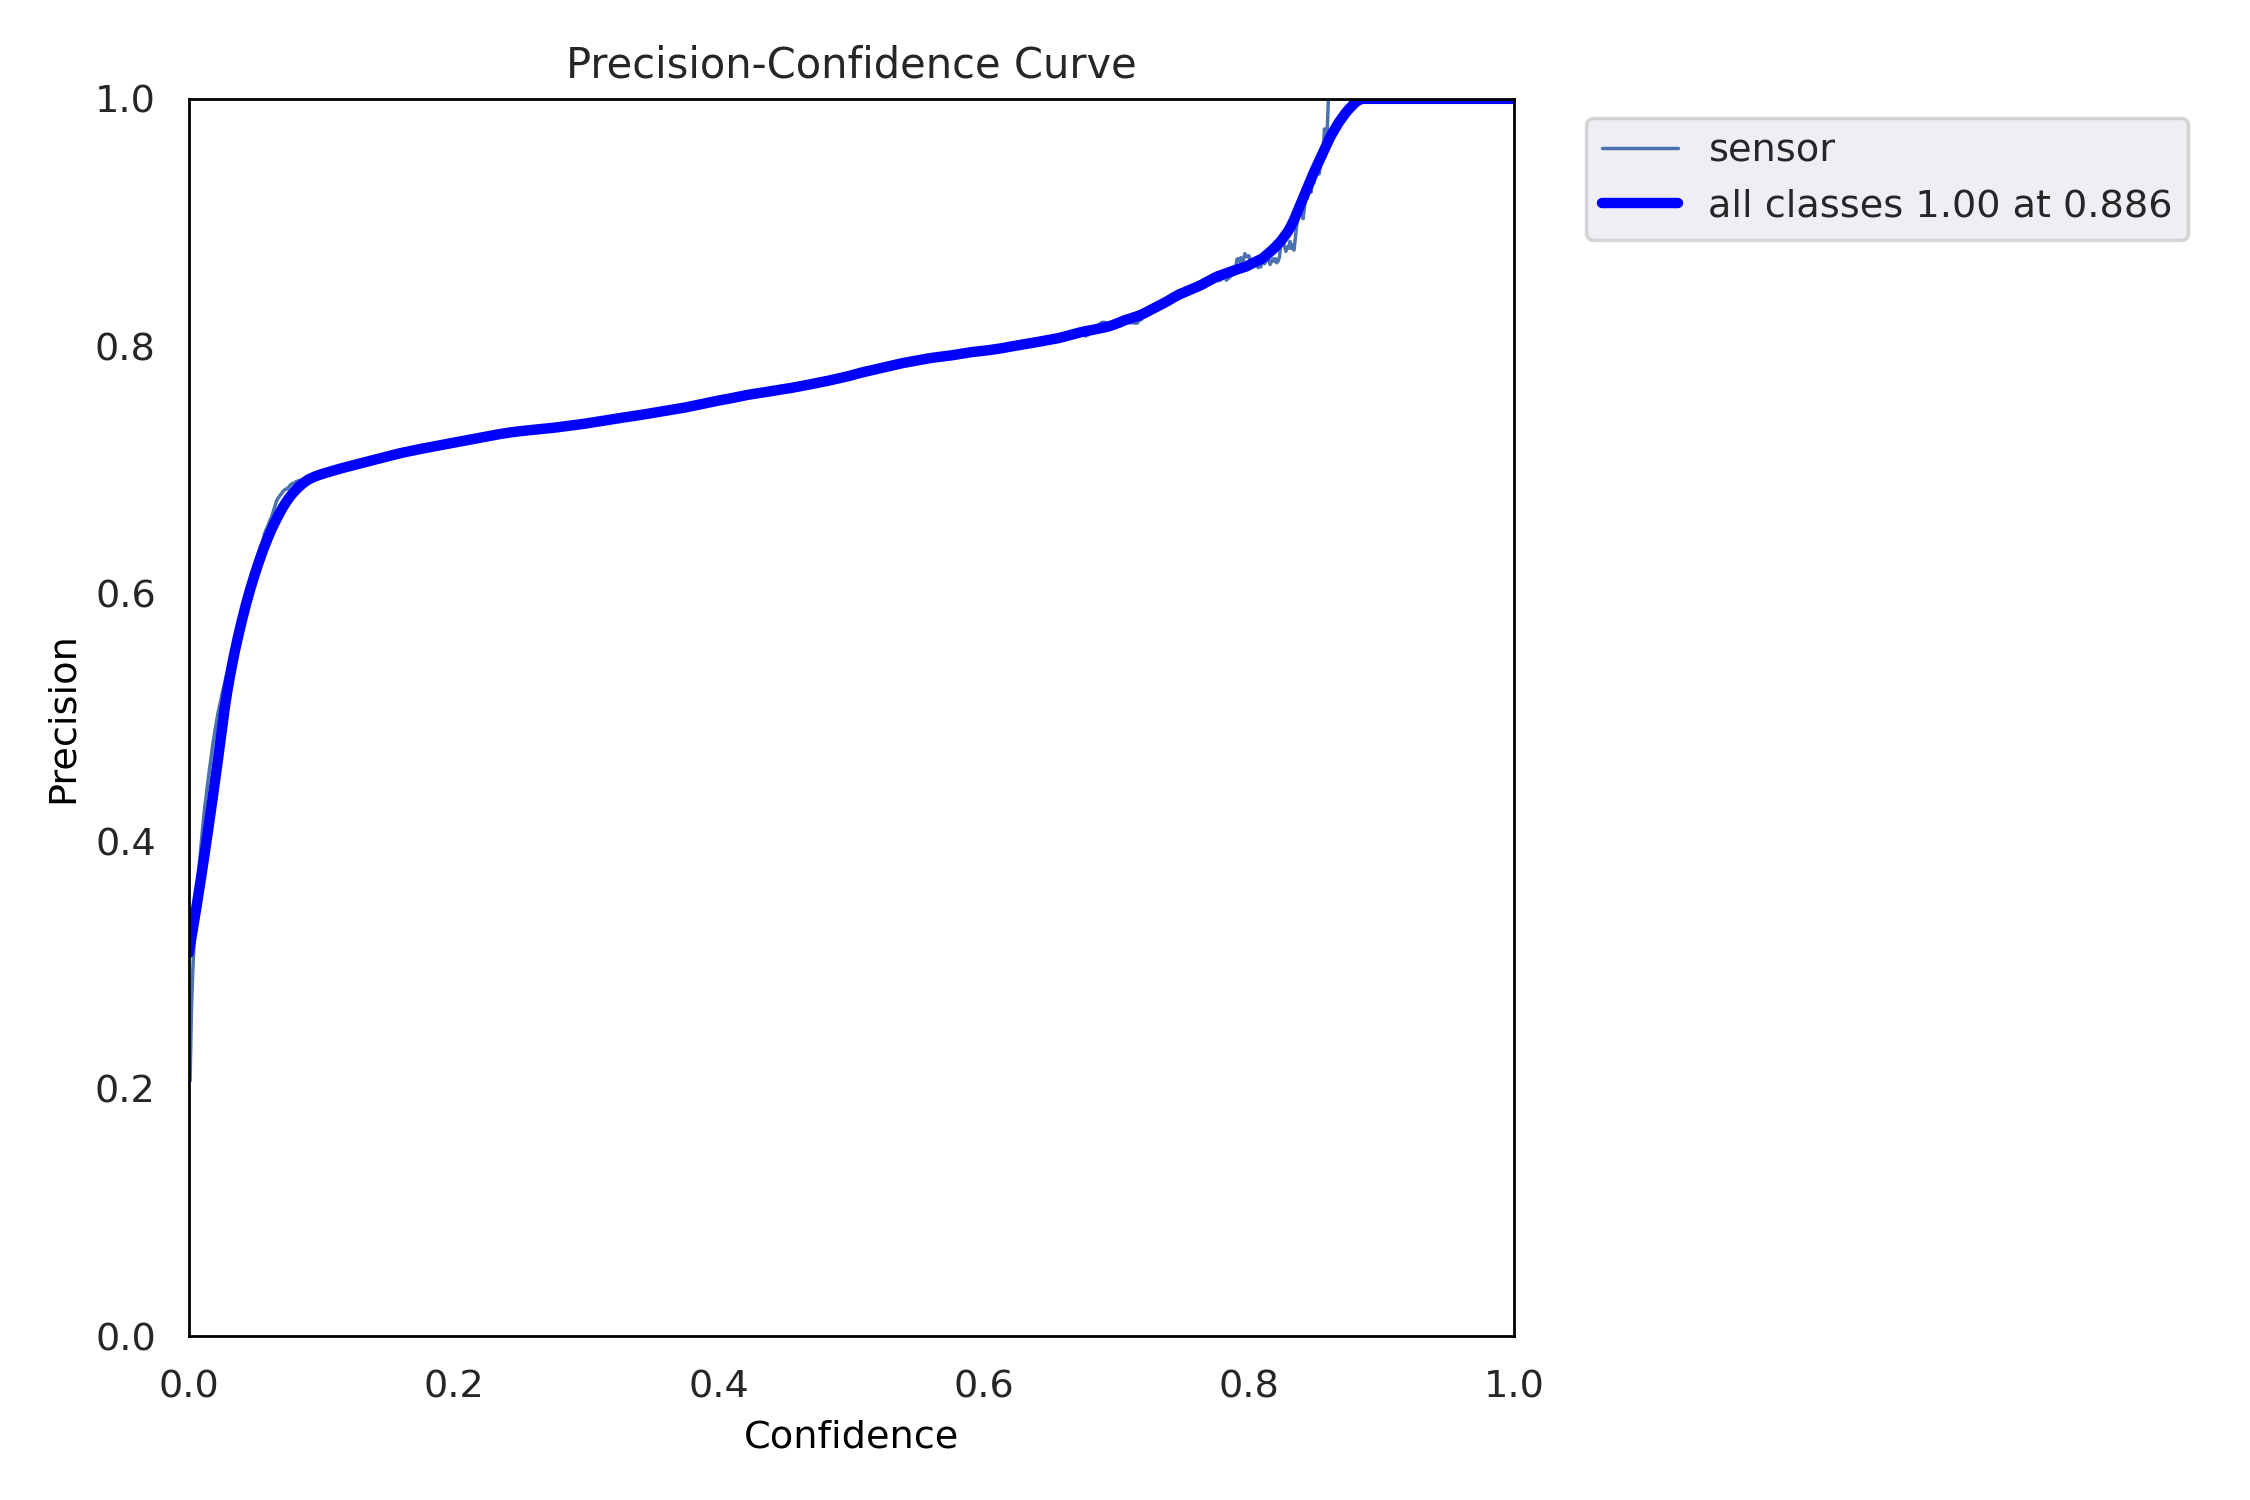 Precision-Confidence Curve
1.0
0.8
0.6
0.4
0.2
0.0
Precision
0.0 0.2 0.4 0.6 0.8 1.0
Confidence
sensor
all classes 1.00 at 0.886